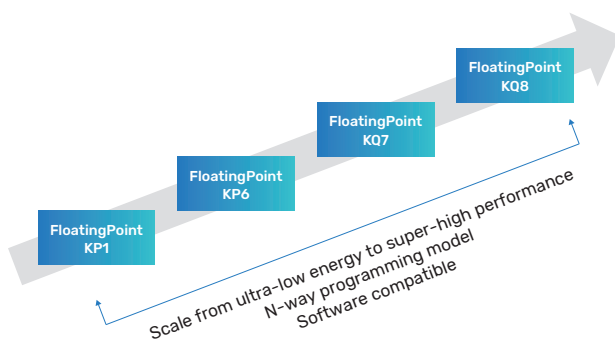 FloatingPoint
KQ8
FloatingPoint
KQ7
FloatingPoint
KP6
FloatingPoint
KP1
Scale from ultra-low energy to super-high performance
N-way programming model
Software compatible